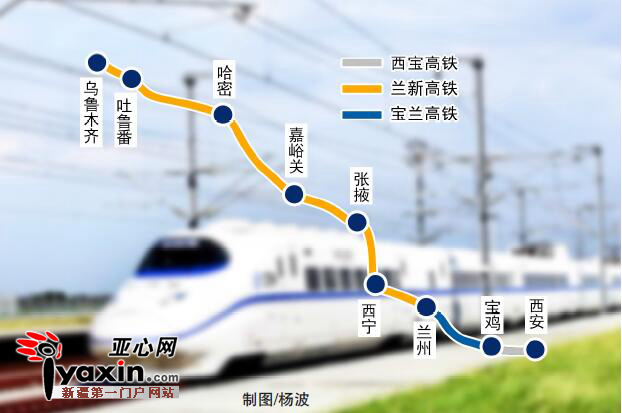 西宝高铁
兰新高铁
宝兰高铁
乌鲁木齐
吐鲁番
哈密
嘉峪关
张掖
西宁
兰州
宝鸡
西安
亚心网
iyaxin.com
新疆第一门户网站
制图/杨波